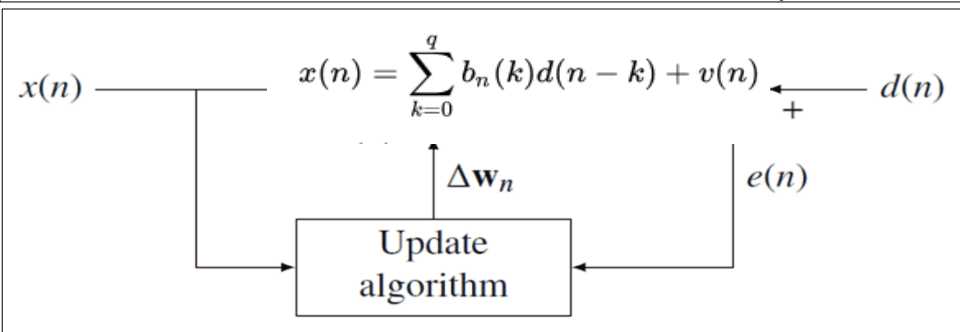 x(n)
x(n) = \sum_{k=0}^{q} b_n(k)d(n − k) + v(n)
d(n)
+
Δw_n
e(n)
Update
algorithm